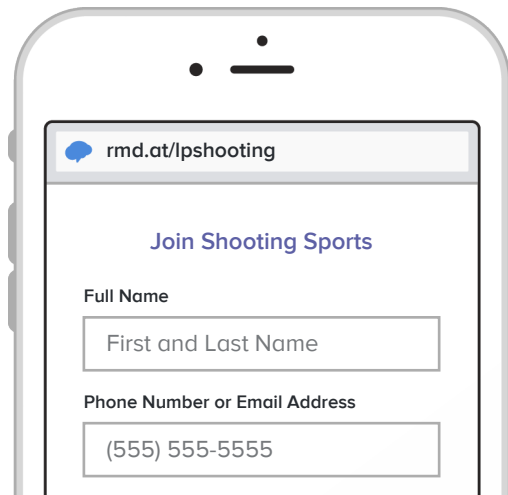 rmd.at/lpshooting
Join Shooting Sports
Full Name
First and Last Name
Phone Number or Email Address
(555) 555-5555